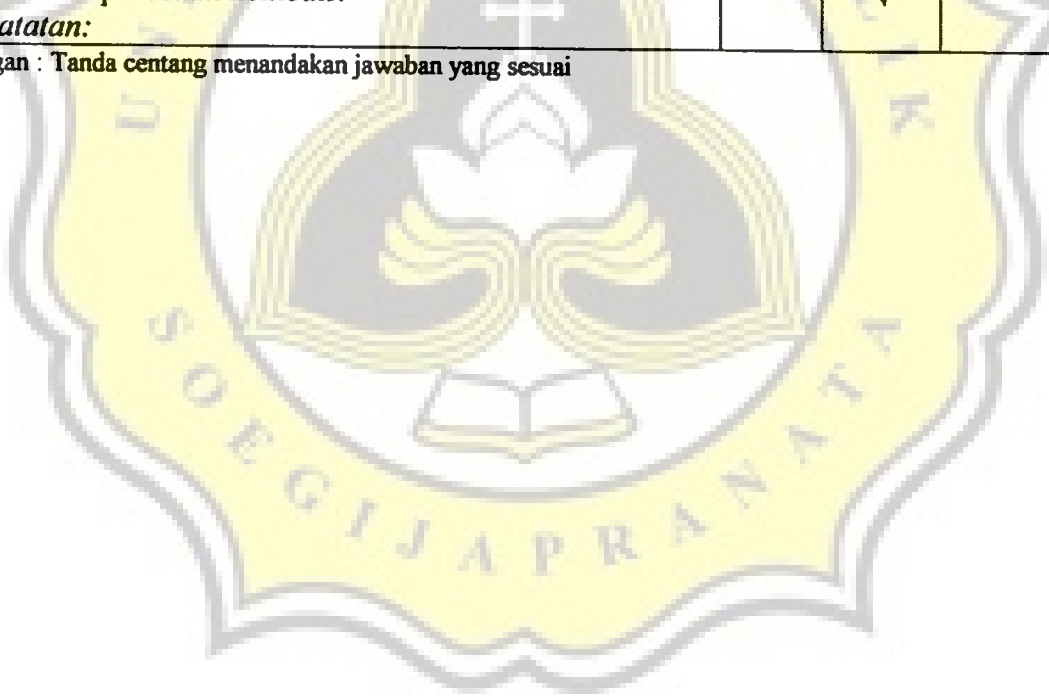 atatan:
gan : Tanda centang menandakan jawaban yang sesuai
U N I K
SOEGIJAPRANATA